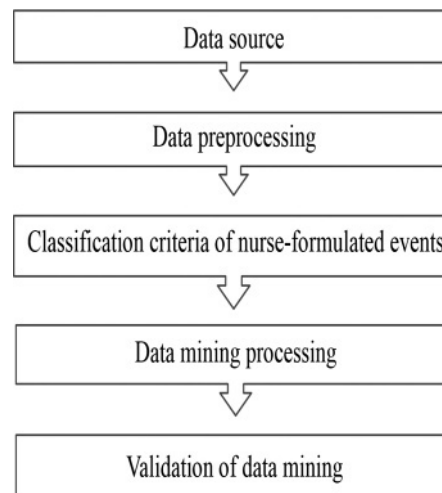 Data source
Data preprocessing
Classification criteria of nurse-formulated events
Data mining processing
Validation of data mining